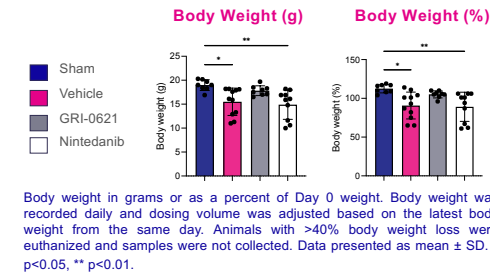 Body Weight (g)
Body Weight (%)
Sham
Vehicle
GRI-0621
Nintedanib
Body weight (g)
25
20
15
10
5
0
*
**
Body weight (%)
150
100
50
0
*
**
Body weight in grams or as a percent of Day 0 weight. Body weight wa
recorded daily and dosing volume was adjusted based on the latest bod
weight from the same day. Animals with >40% body weight loss wer
euthanized and samples were not collected. Data presented as mean ± SD.
p<0.05, ** p<0.01.